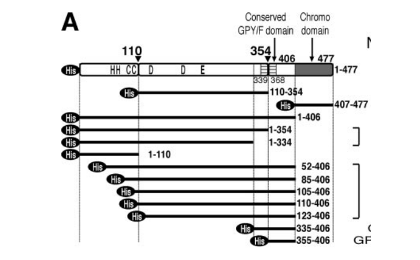 A
Conserved Chromo
GPY/F domain domain
110 354 406 477
His HH CC D D E 1-477
339 368
His 110-354
His 407-477
His 1-406
His 1-354
His 1-334
His 1-110
His 52-406
His 85-406
His 105-406
His 110-406
His 123-406
His 335-406
His 355-406
GF